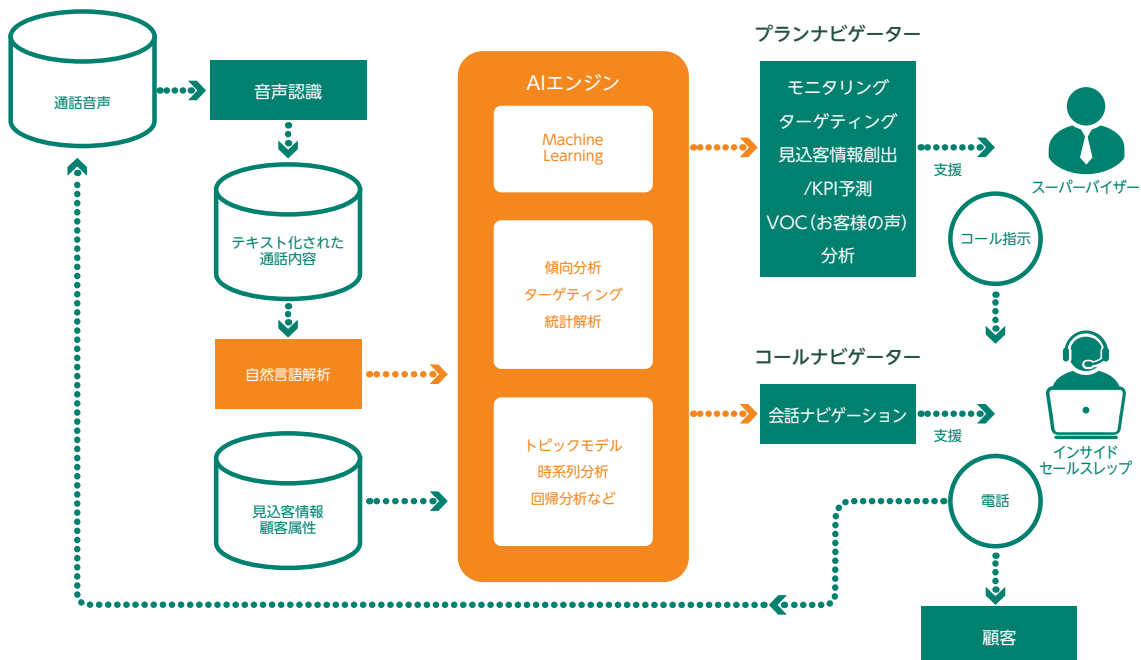 通話音声
音声認識
テキスト化された
通話内容
自然言語解析
見込客情報
顧客属性
AIエンジン
Machine
Learning
傾向分析
ターゲティング
統計解析
トピックモデル
時系列分析
回帰分析など
プランナビゲーター
モニタリング
ターゲティング
見込客情報創出
/KPI予測
VOC(お客様の声)
分析
支援
スーパーバイザー
コール指示
コールナビゲーター
会話ナビゲーション
支援
インサイド
セールスレップ
電話
顧客